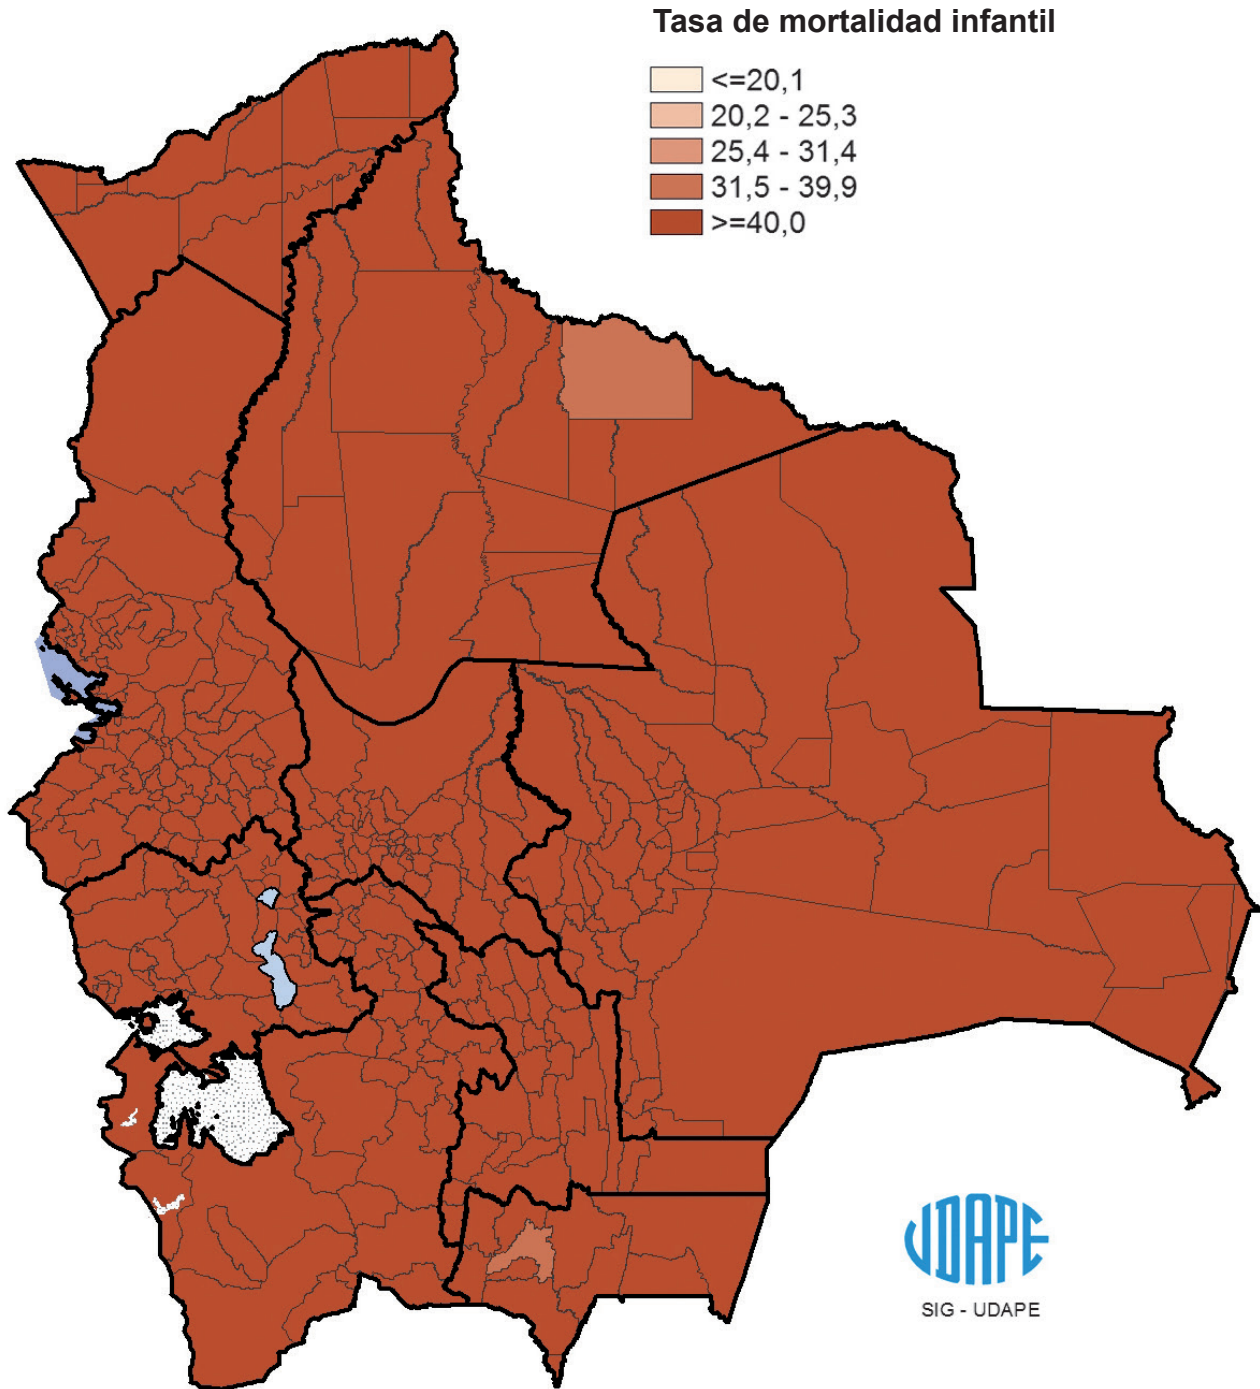 Tasa de mortalidad infantil
<=20,1
20,2 - 25,3
25,4 - 31,4
31,5 - 39,9
>=40,0
UDAPE
SIG - UDAPE